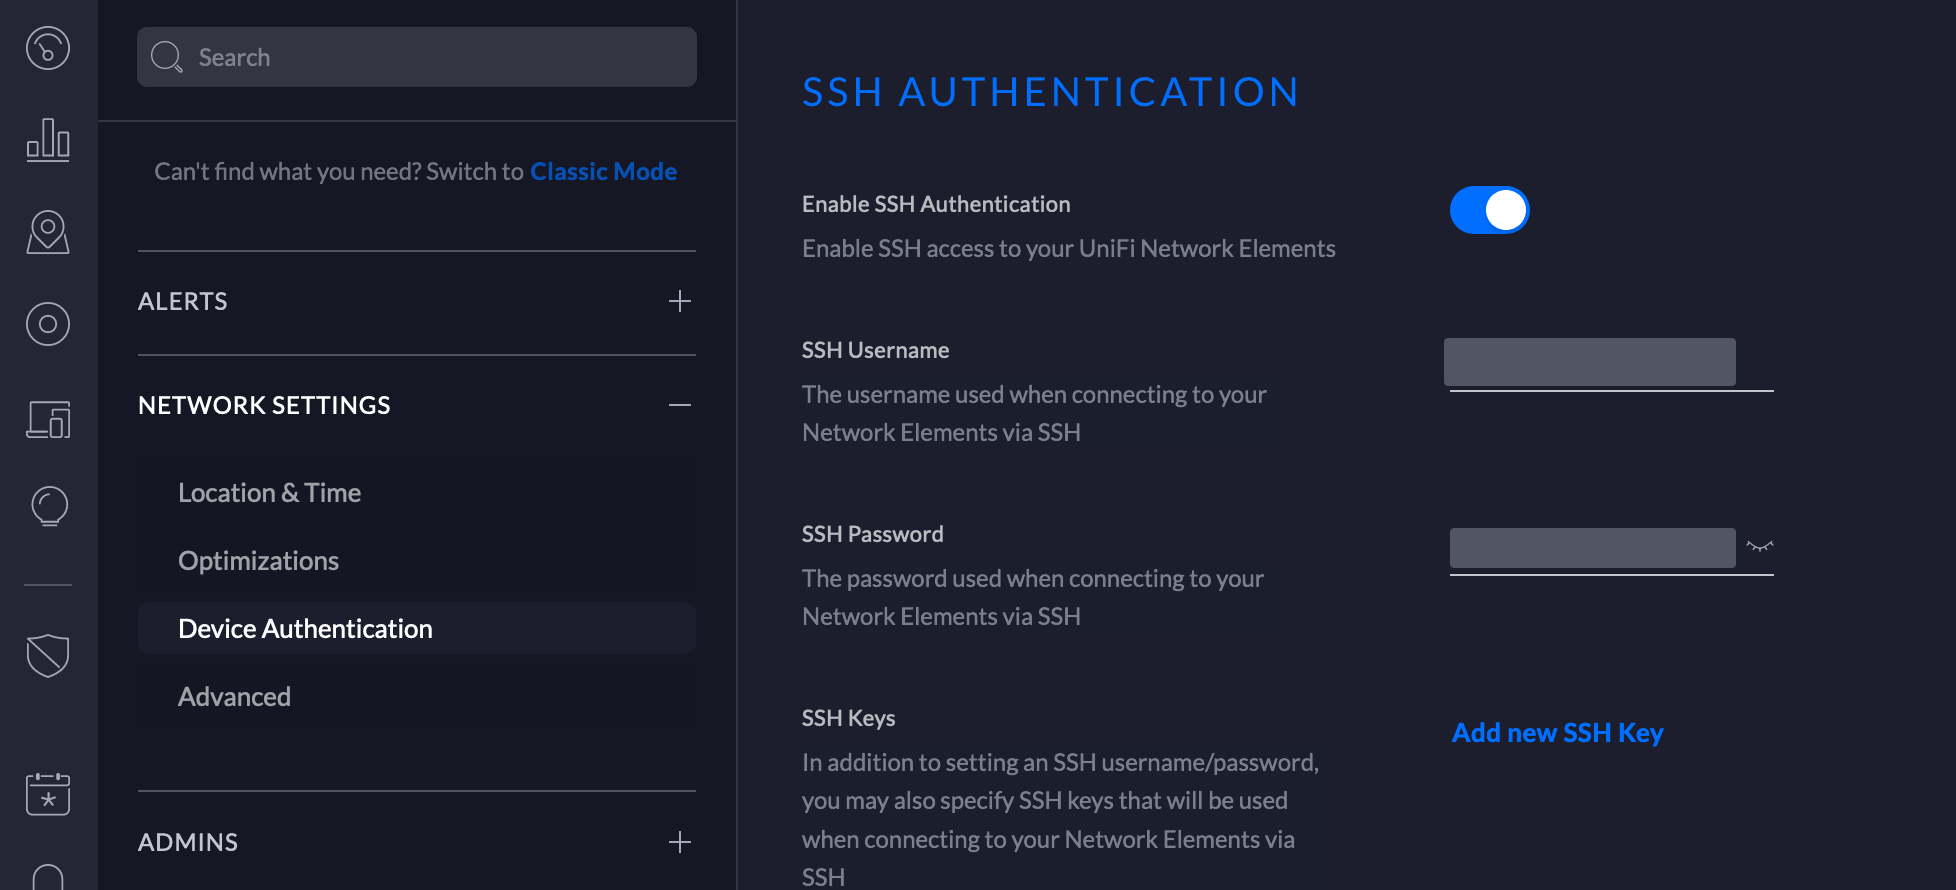 Search
Can't find what you need? Switch to Classic Mode
ALERTS
NETWORK SETTINGS
Location & Time
Optimizations
Device Authentication
Advanced
ADMINS
SSH AUTHENTICATION
Enable SSH Authentication
Enable SSH access to your UniFi Network Elements
SSH Username
The username used when connecting to your
Network Elements via SSH
SSH Password
The password used when connecting to your
Network Elements via SSH
SSH Keys
Add new SSH Key
In addition to setting an SSH username/password,
you may also specify SSH keys that will be used
when connecting to your Network Elements via
SSH